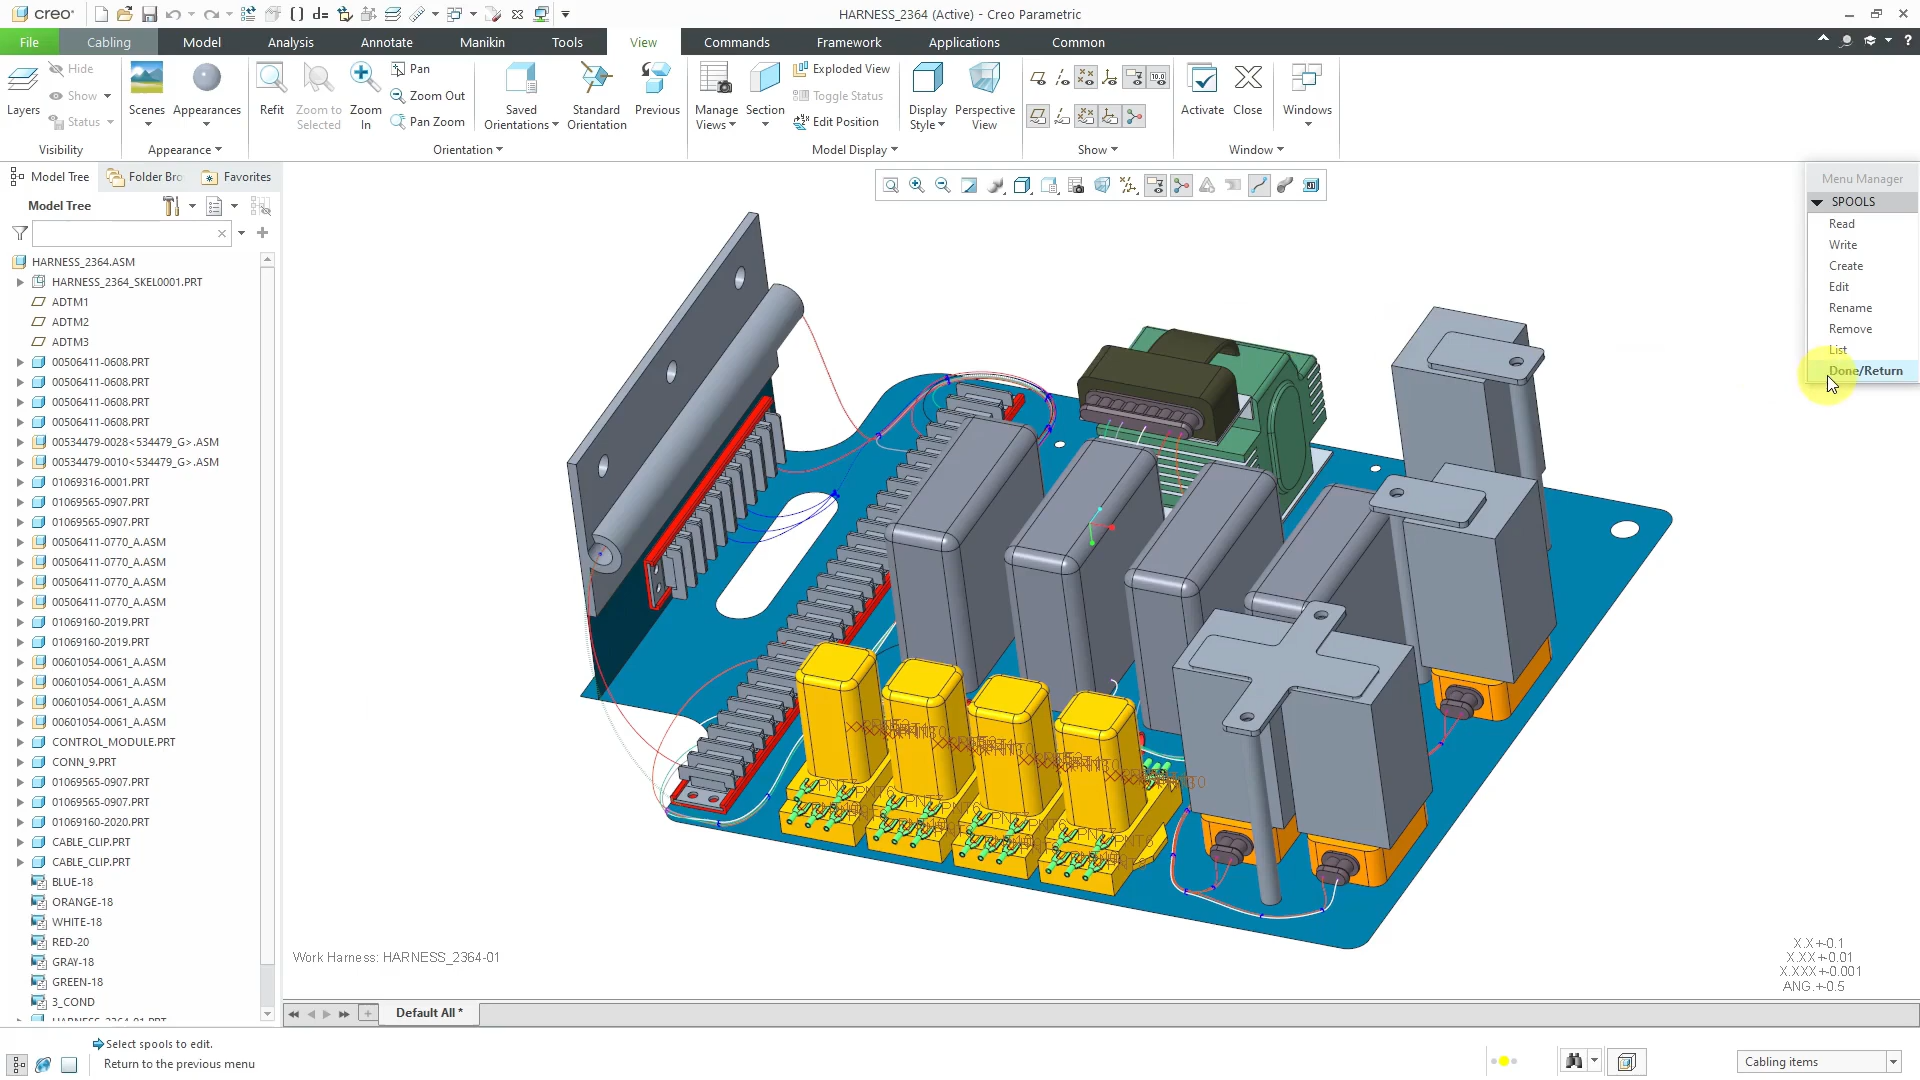 creo
HARNESS_2364 (Active) - Creo Parametric
File
Cabling
Model
Analysis
Annotate
Manikin
Tools
View
Commands
Framework
Applications
Common
Layers
Hide
Show
Status
Visibility
Scenes
Appearances
Appearance
Refit
Zoom to Selected
Zoom In
Pan
Zoom Out
Pan Zoom
Saved Orientations
Standard Orientation
Previous
Orientation
Manage Views
Section
Exploded View
Toggle Status
Edit Position
Model Display
Display Style
Perspective View
Show
Activate
Close
Windows
Window
Model Tree
Folder Bro
Favorites
Model Tree
HARNESS_2364.ASM
HARNESS_2364_SKEL0001.PRT
ADTM1
ADTM2
ADTM3
00506411-0608.PRT
00506411-0608.PRT
00506411-0608.PRT
00506411-0608.PRT
00534479-0028<534479_G>.ASM
00534479-0010<534479_G>.ASM
01069316-0001.PRT
01069565-0907.PRT
01069565-0907.PRT
00506411-0770_A.ASM
00506411-0770_A.ASM
00506411-0770_A.ASM
00506411-0770_A.ASM
01069160-2019.PRT
01069160-2019.PRT
00601054-0061_A.ASM
00601054-0061_A.ASM
00601054-0061_A.ASM
00601054-0061_A.ASM
CONTROL_MODULE.PRT
CONN_9.PRT
01069565-0907.PRT
01069565-0907.PRT
01069160-2020.PRT
CABLE_CLIP.PRT
CABLE_CLIP.PRT
BLUE-18
ORANGE-18
WHITE-18
RED-20
GRAY-18
GREEN-18
3_COND
HARNESS_2364-01.PRT
Menu Manager
SPOOLS
Read
Write
Create
Edit
Rename
Remove
List
Done/Return
Work Harness: HARNESS_2364-01
X.X+-0.1
X.XX+-0.01
X.XXX+-0.001
ANG.+-0.5
Default All *
Select spools to edit.
Return to the previous menu
Cabling items